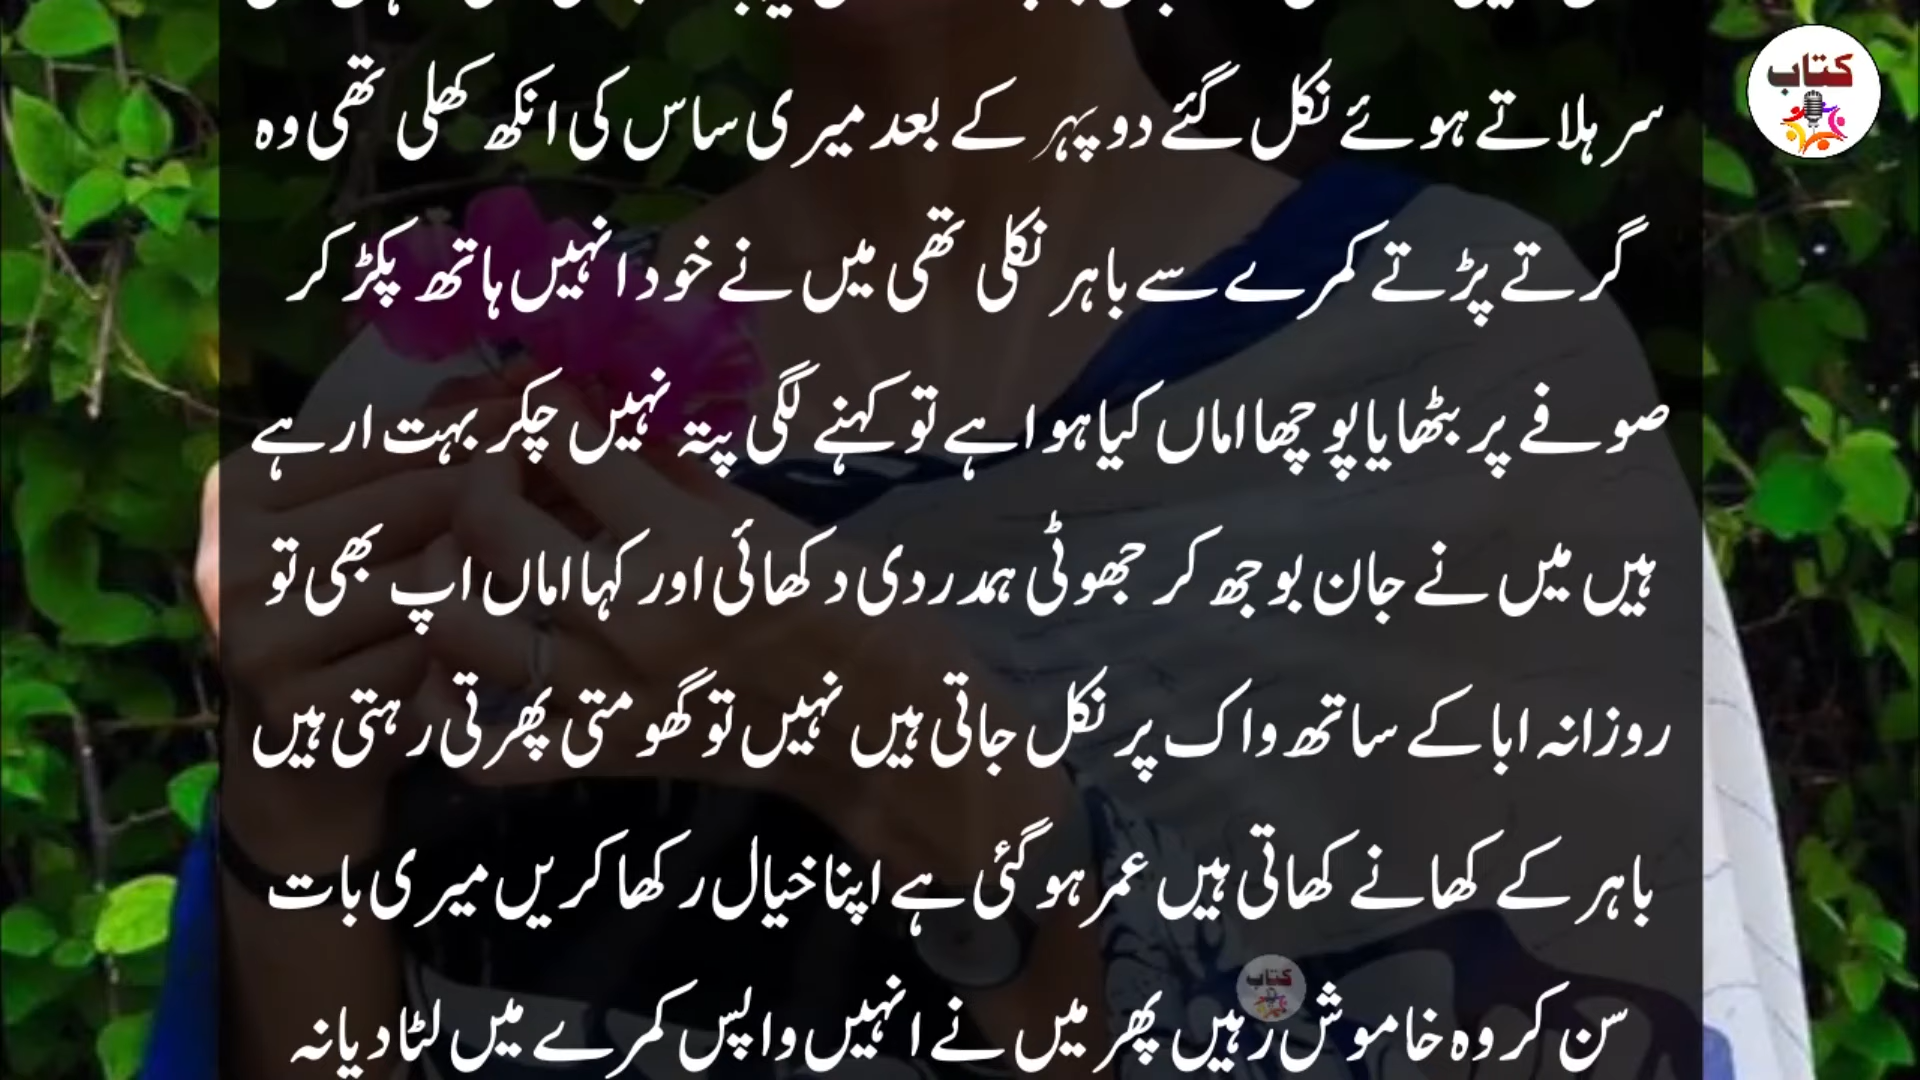 کتاب
سر ہلاتے ہوئے نکل گئے دوپہر کے بعد میری ساس کی انکھ کھلی تھی وہ
گرتے پڑتے کمرے سے باہر نکلی تھی میں نے خود انہیں ہاتھ پکڑ کر
صوفے پر بٹھایا پوچھا اماں کیا ہوا ہے تو کہنے لگی پتہ نہیں چکر بہت ارہے
ہیں میں نے جان بوجھ کر جھوٹی ہمدردی دکھائی اور کہا اماں اپ بھی تو
روزانہ ابا کے ساتھ واک پر نکل جاتی ہیں نہیں تو گھومتی پھرتی رہتی ہیں
باہر کے کھانے کھاتی ہیں عمر ہو گئی ہے اپنا خیال رکھا کریں میری بات
سن کر وہ خاموش رہیں پھر میں نے انہیں واپس کمرے میں لٹا دیا نہ
کتاب